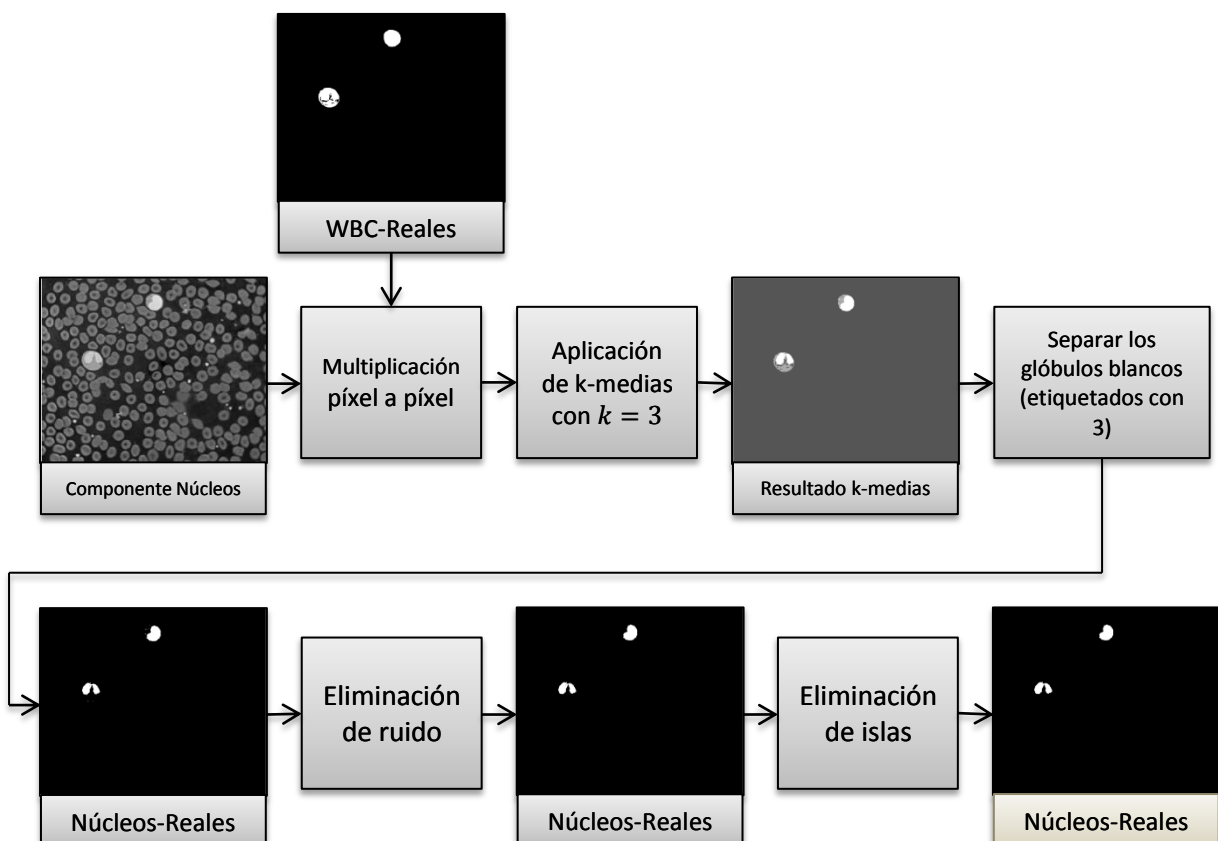 WBC-Reales
Componente Núcleos
Multiplicación
píxel a píxel
Aplicación
de k-medias
con k = 3
Resultado k-medias
Separar los
glóbulos blancos
(etiquetados con
3)
Núcleos-Reales
Eliminación
de ruido
Núcleos-Reales
Eliminación
de islas
Núcleos-Reales